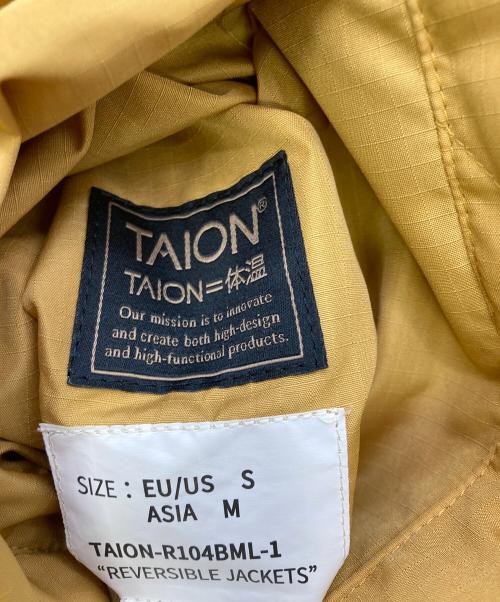 TAION®
TAION=体温
Our mission is to innovate
and create both high-design
and high-functional products.
SIZE : EU/US S
ASIA M
TAION-R104BML-1
“REVERSIBLE JACKETS”